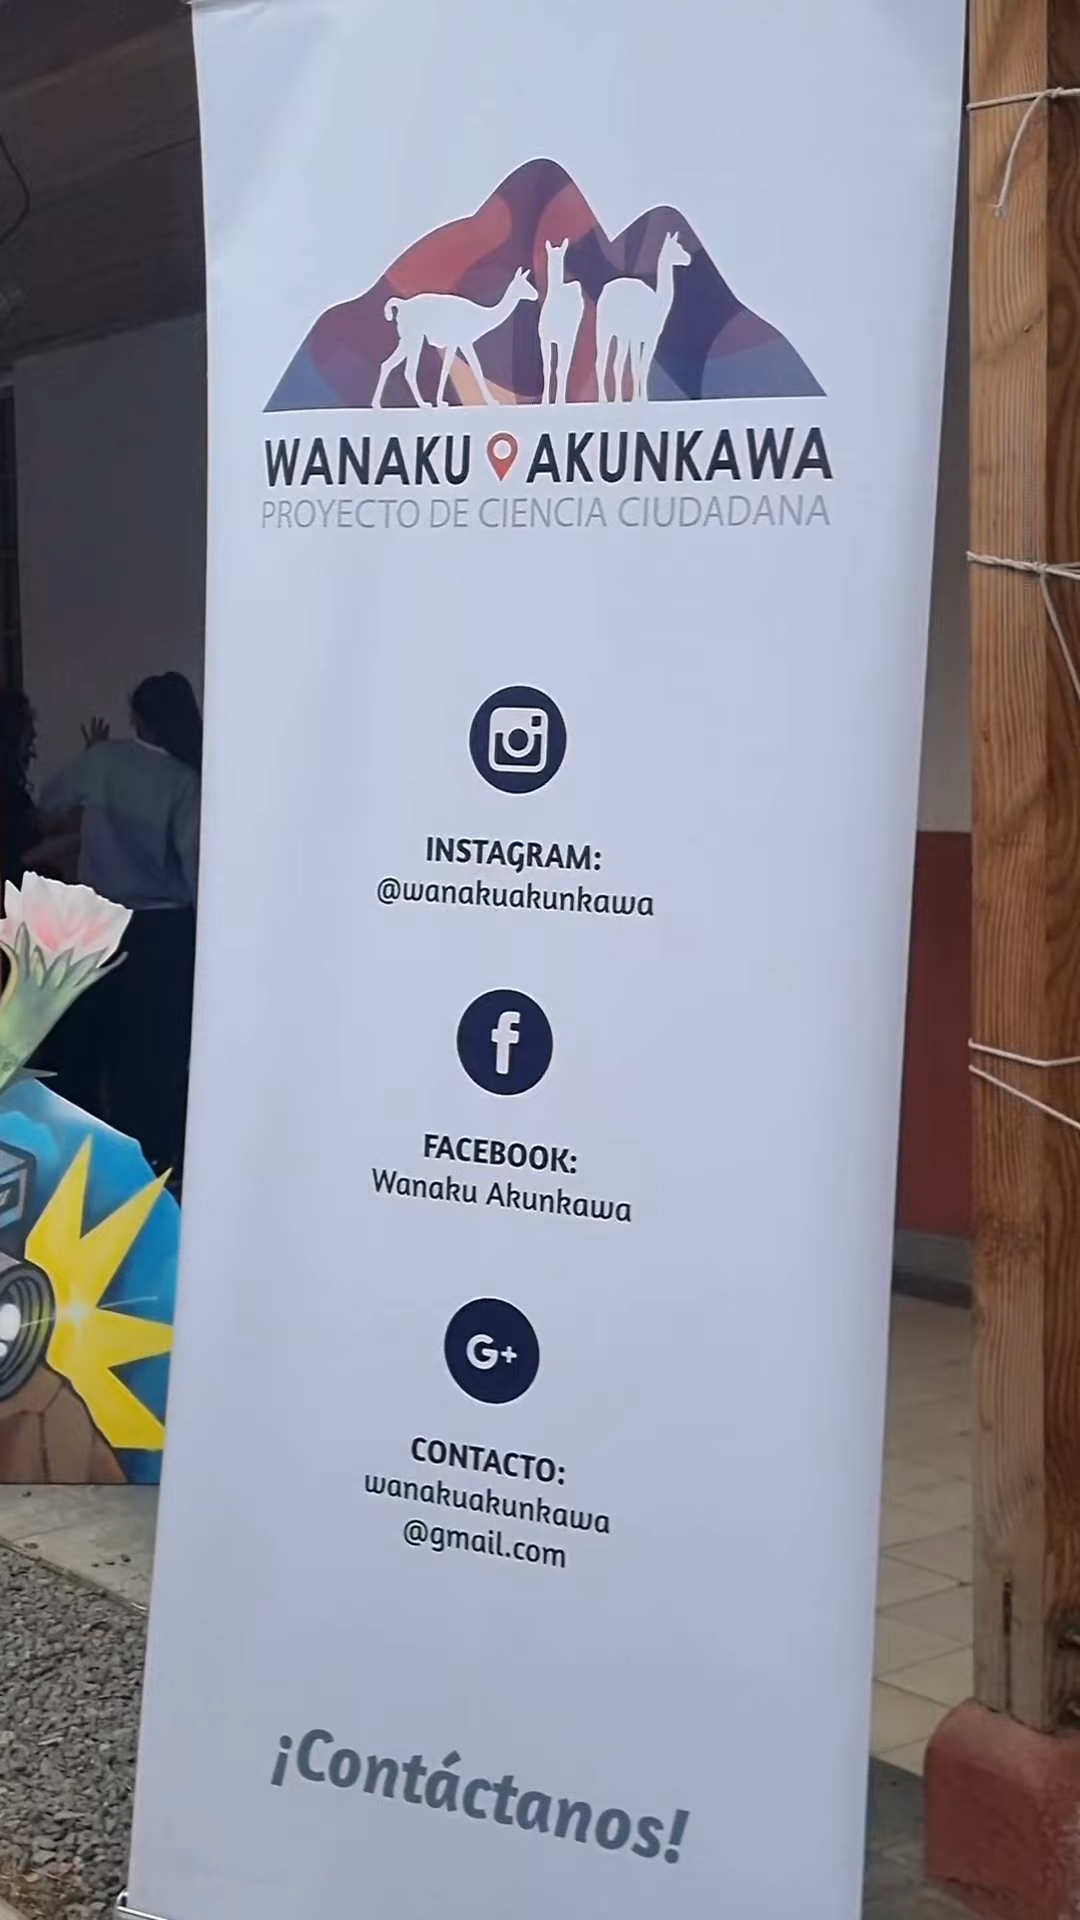 WANAKU AKUNKAWA
PROYECTO DE CIENCIA CIUDADANA
INSTAGRAM:
@wanakuakunkawa
f
FACEBOOK:
Wanaku Akunkawa
G+
CONTACTO:
wanakuakunkawa
@gmail.com
¡Contáctanos!